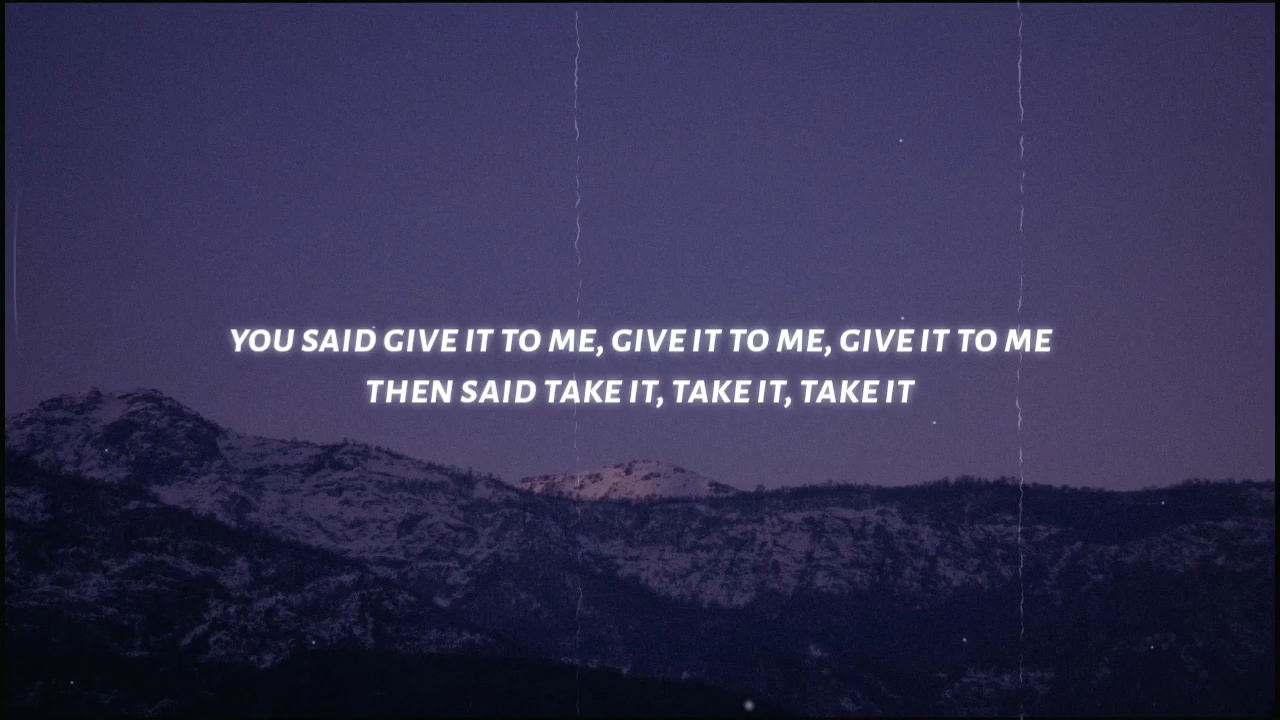 YOU SAID GIVE IT TO ME, GIVE IT TO ME, GIVE IT TO ME
THEN SAID TAKE IT, TAKE IT, TAKE IT